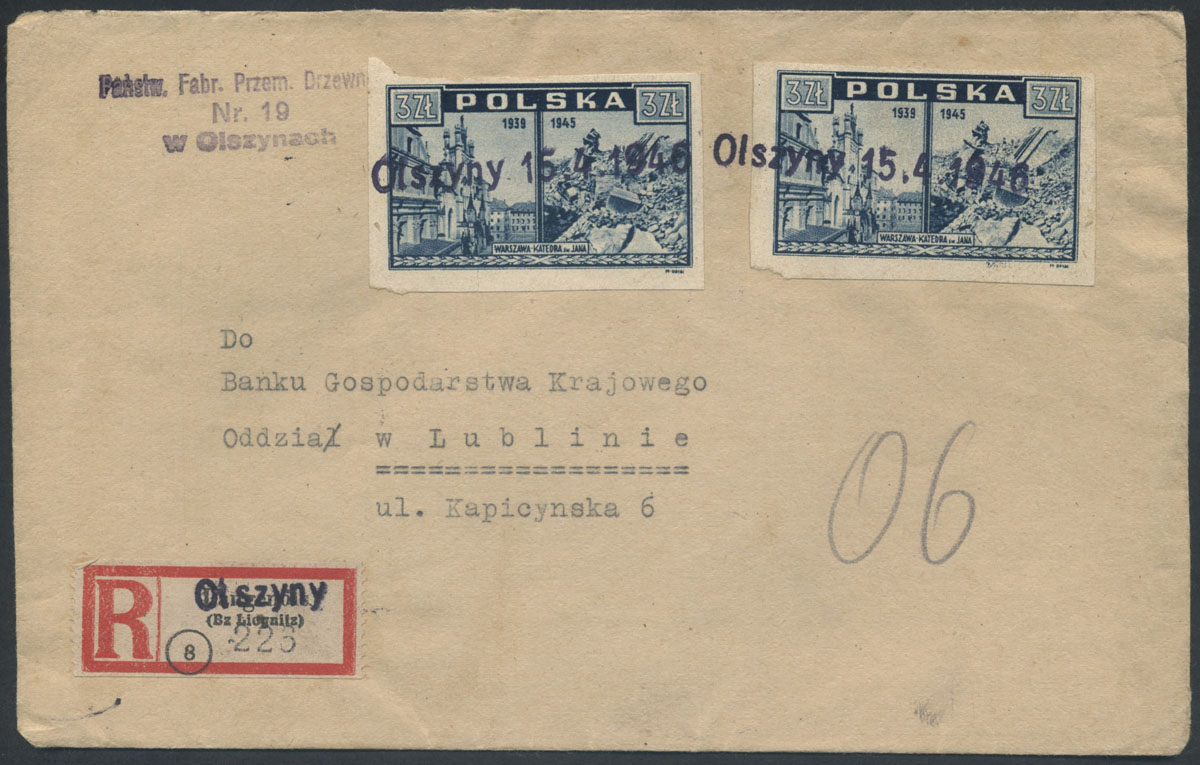 Państw. Fabr. Przem. Drzewn
Nr. 19
w Olszynach
3ZŁ POLSKA 3ZŁ
1939 1945
Olszyny 15.4.1946
WARSZAWA-KATEDRA św. JANA
3ZŁ POLSKA 3ZŁ
1939 1945
Olszyny 15.4.1946
WARSZAWA-KATEDRA św. JANA
Do
Banku Gospodarstwa Krajowego
Oddział w Lublinie
==================
ul. Kapicynska 6
06
R
Olszyny
(Bz Liegnitz)
226
8